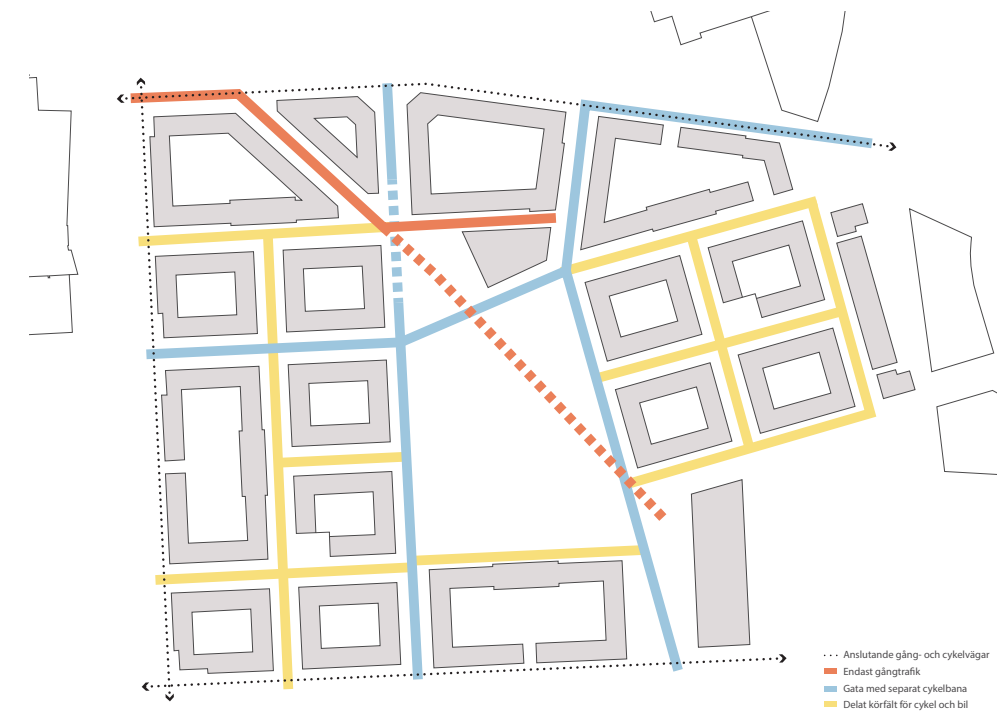 Anslutande gång- och cykelvägar
Endast gångtrafik
Gata med separat cykelbana
Delat körfält för cykel och bil